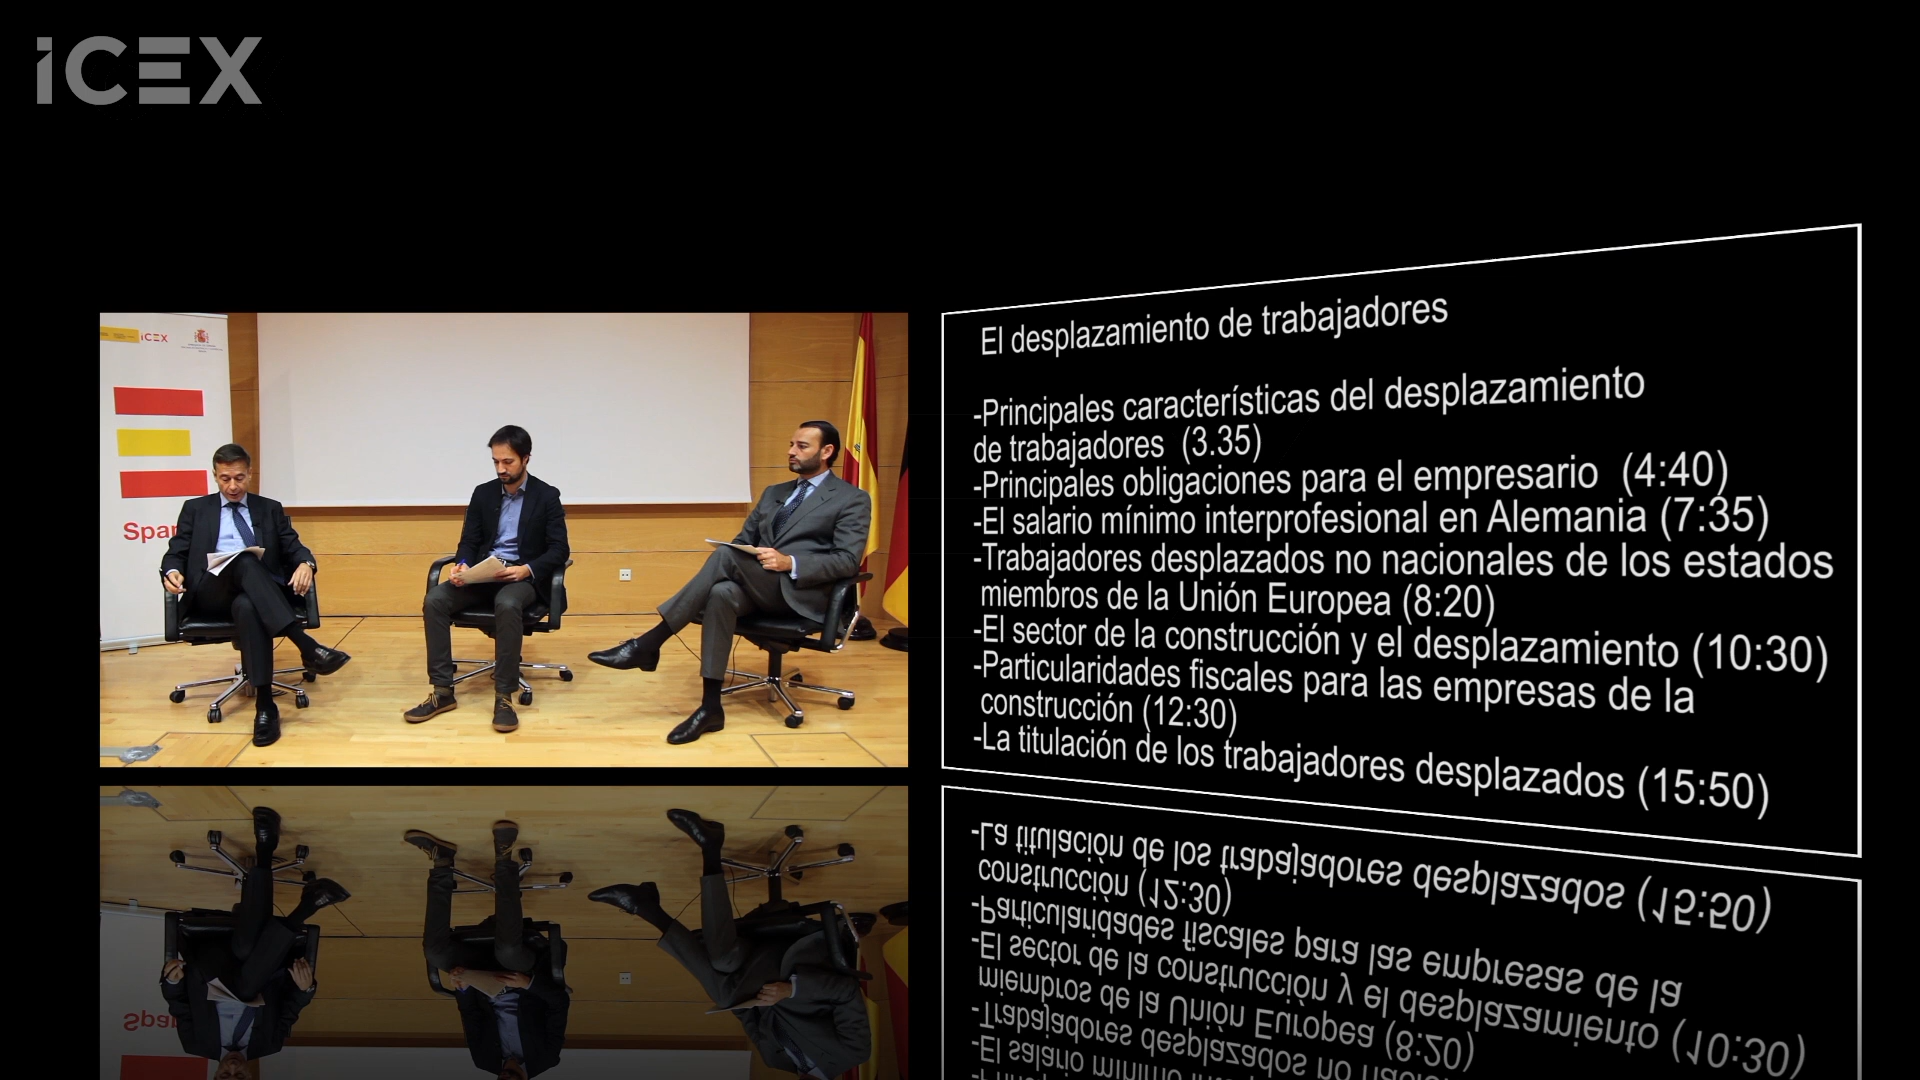 iCEX
iCEX
Spa
El desplazamiento de trabajadores
-Principales características del desplazamiento
de trabajadores (3.35)
-Principales obligaciones para el empresario (4:40)
-El salario mínimo interprofesional en Alemania (7:35)
-Trabajadores desplazados no nacionales de los estados
miembros de la Unión Europea (8:20)
-El sector de la construcción y el desplazamiento (10:30)
-Particularidades fiscales para las empresas de la
construcción (12:30)
-La titulación de los trabajadores desplazados (15:50)